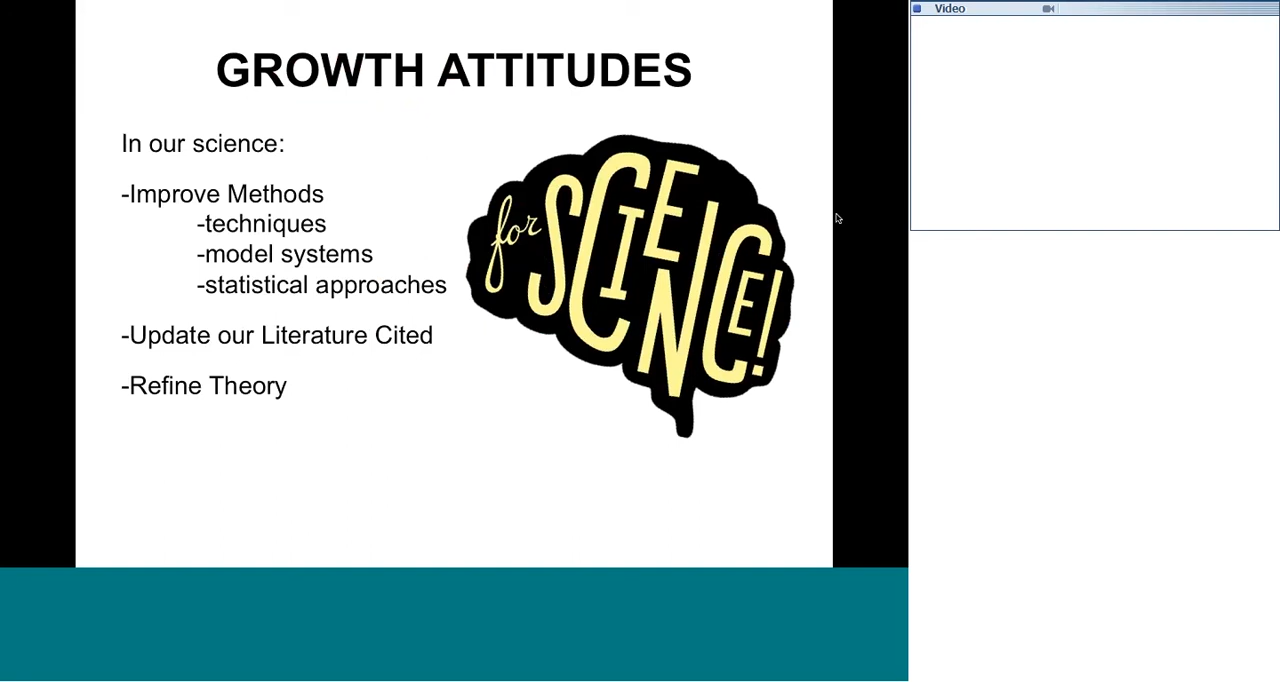 Video
GROWTH ATTITUDES
In our science:
-Improve Methods
-techniques
-model systems
-statistical approaches
-Update our Literature Cited
-Refine Theory
for SCIENCE!